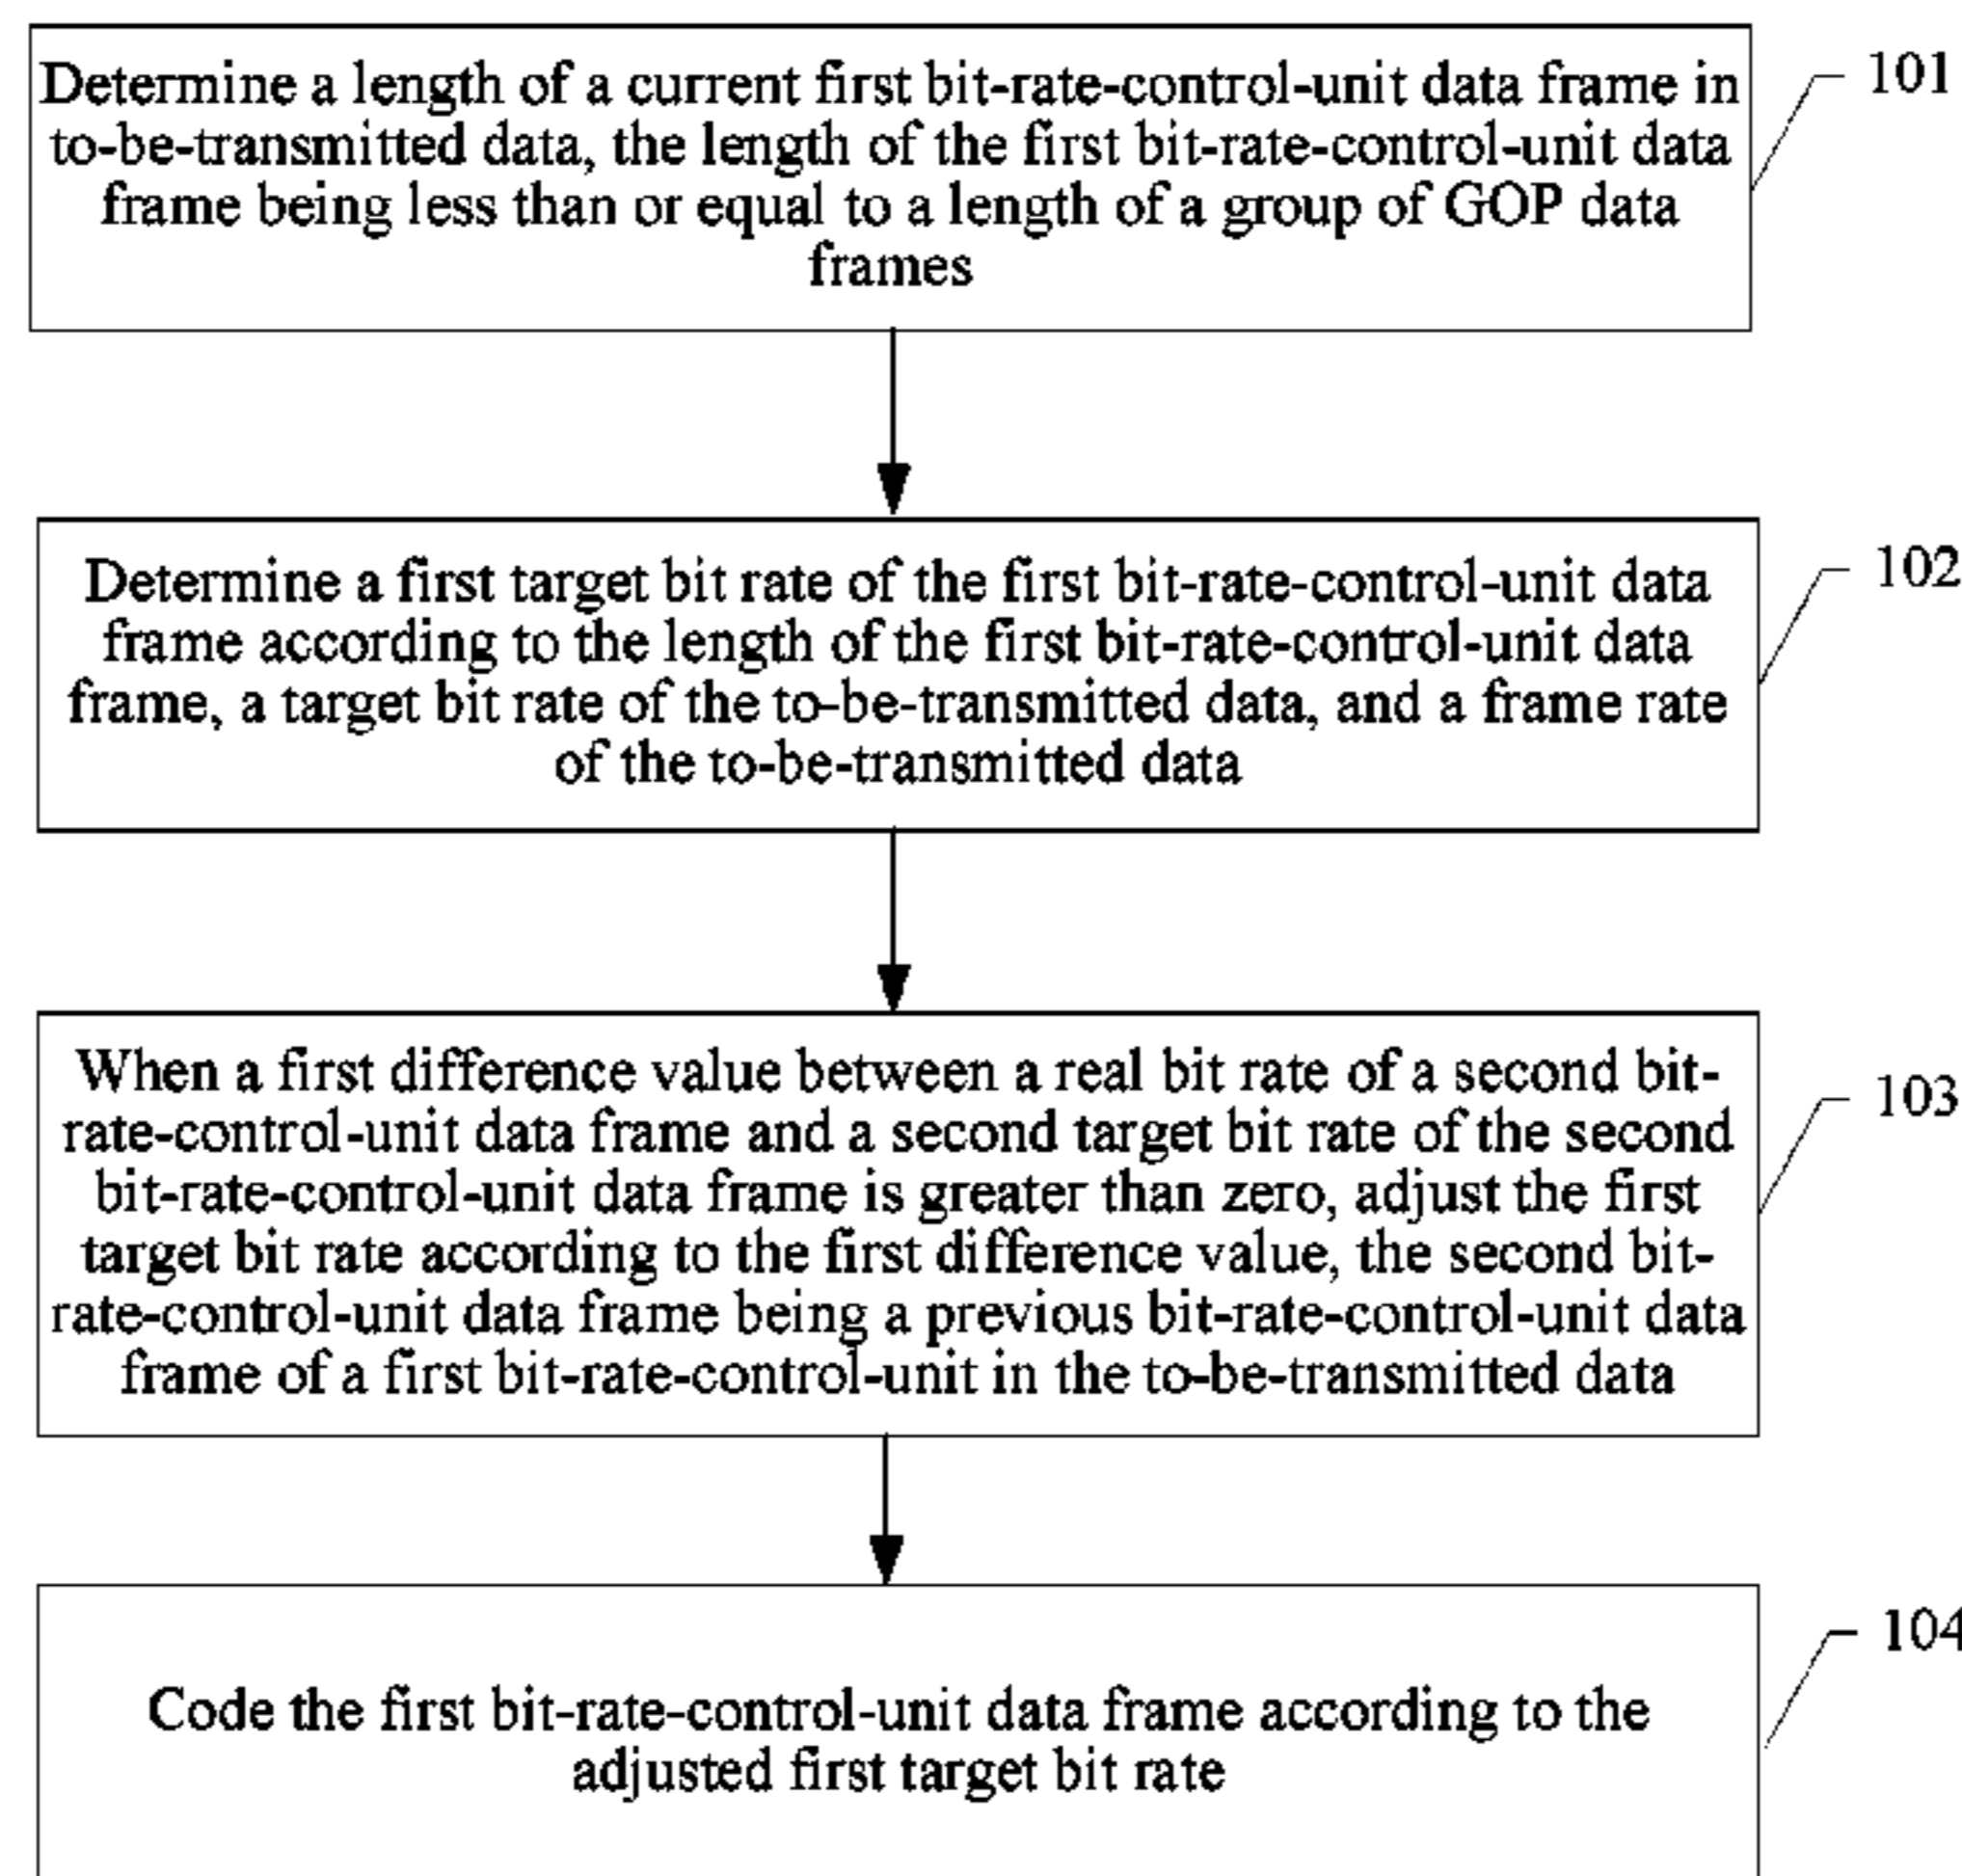 Determine a length of a current first bit-rate-control-unit data frame in
to-be-transmitted data, the length of the first bit-rate-control-unit data
frame being less than or equal to a length of a group of GOP data
frames
101
Determine a first target bit rate of the first bit-rate-control-unit data
frame according to the length of the first bit-rate-control-unit data
frame, a target bit rate of the to-be-transmitted data, and a frame rate
of the to-be-transmitted data
102
When a first difference value between a real bit rate of a second bit-
rate-control-unit data frame and a second target bit rate of the second
bit-rate-control-unit data frame is greater than zero, adjust the first
target bit rate according to the first difference value, the second bit-
rate-control-unit data frame being a previous bit-rate-control-unit data
frame of a first bit-rate-control-unit in the to-be-transmitted data
103
Code the first bit-rate-control-unit data frame according to the
adjusted first target bit rate
104